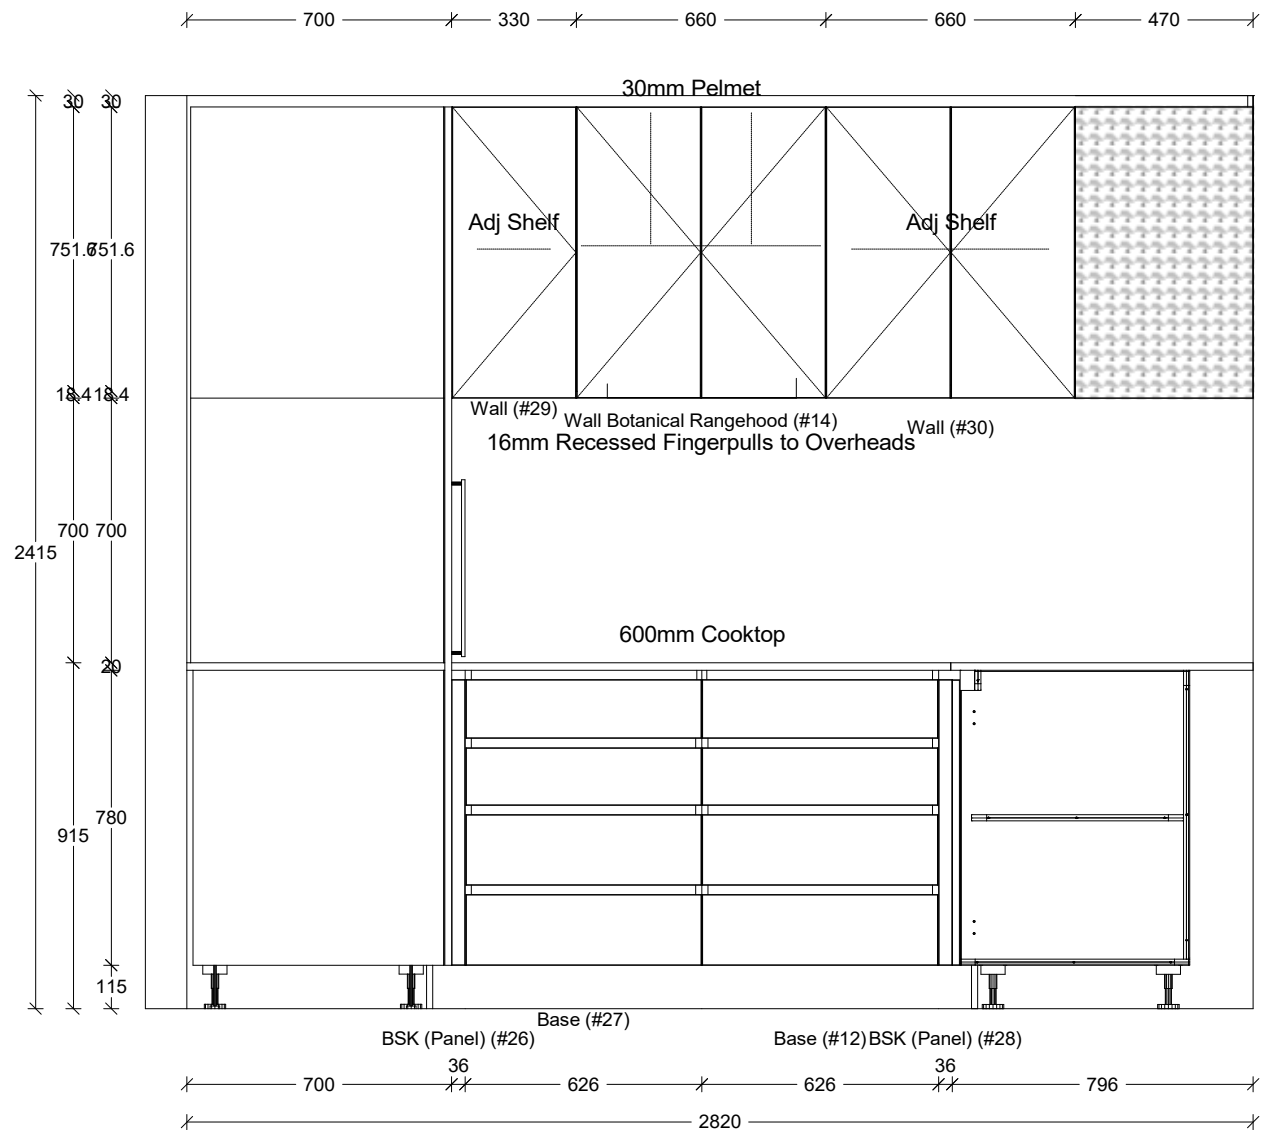 700 330 660 660 470
30mm Pelmet
30 30
751.6 751.6
Adj Shelf Adj Shelf
18.4 18.4
Wall (#29) Wall Botanical Rangehood (#14) Wall (#30)
16mm Recessed Fingerpulls to Overheads
700 700
2415
600mm Cooktop
20
780
915
115
Base (#27)
BSK (Panel) (#26) Base (#12) BSK (Panel) (#28)
36 36
700 626 626 796
2820